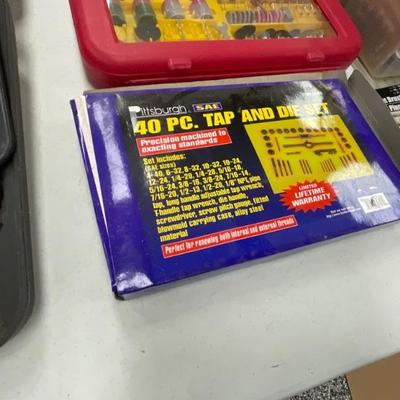 Pittsburgh SAE
40 PC. TAP AND DIE SET
Precision machined to
exacting standards
Set includes:
(SAE sizes)
4-40, 6-32, 8-32, 10-32, 10-24,
12-24, 1/4-20, 1/4-28, 5/16-18,
5/16-24, 3/8-16, 3/8-24, 7/16-14,
7/16-20, 1/2-13, 1/2-20, 1/8" NPT, pipe
tap, long handle adjustable tap wrench,
T-handle tap wrench, die handle,
screwdriver, screw pitch gauge, fitted
blowmold carrying case, alloy steel
material
Perfect for renewing both internal and external threads
LIMITED
LIFETIME
WARRANTY